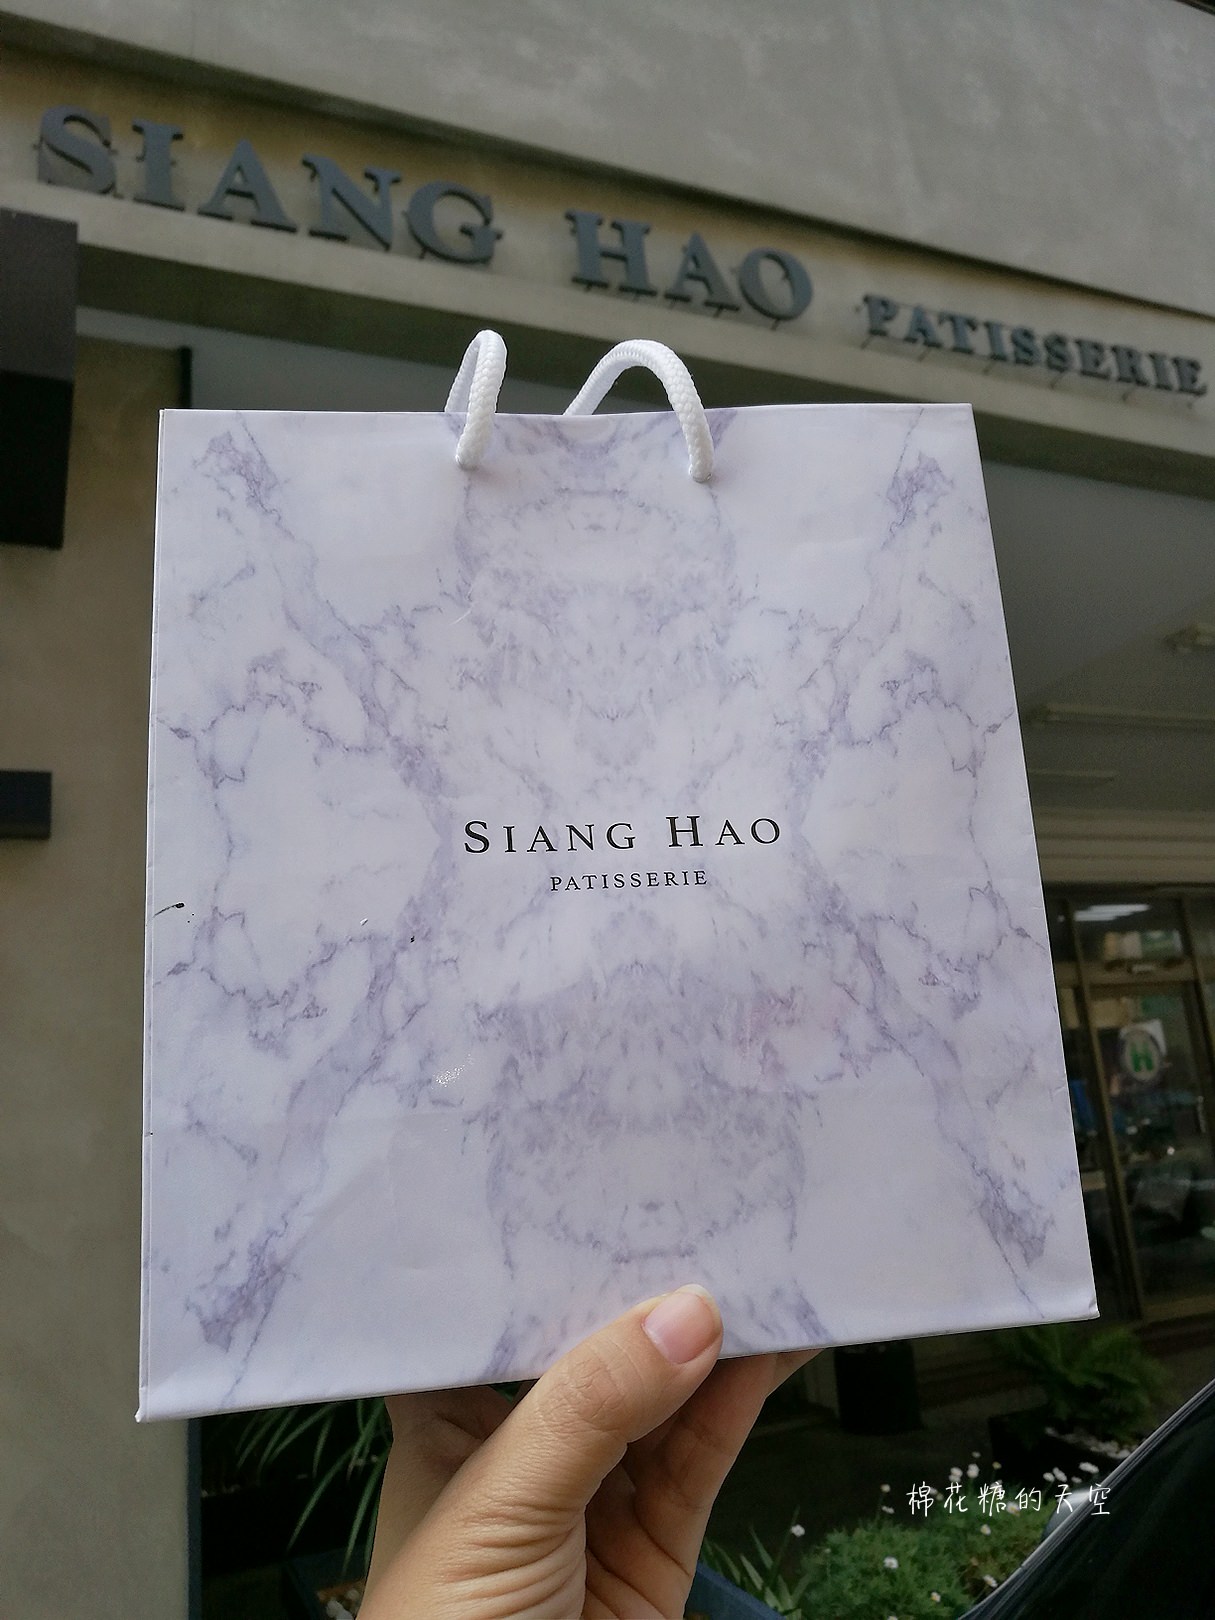 SIANG HAO PATISSERIE
SIANG HAO
PATISSERIE
棉花糖的天空